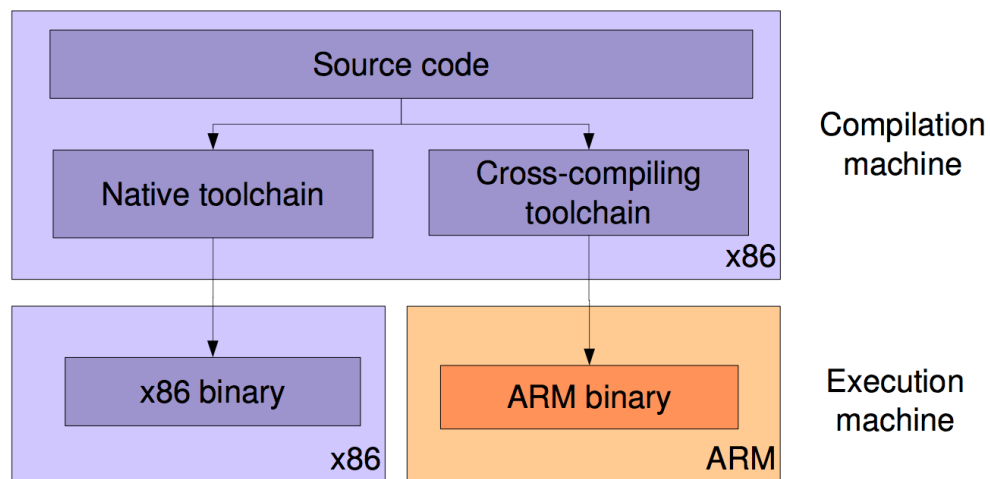 Source code
Compilation
machine
Native toolchain
Cross-compiling
toolchain
x86
x86 binary
ARM binary
Execution
machine
x86
ARM